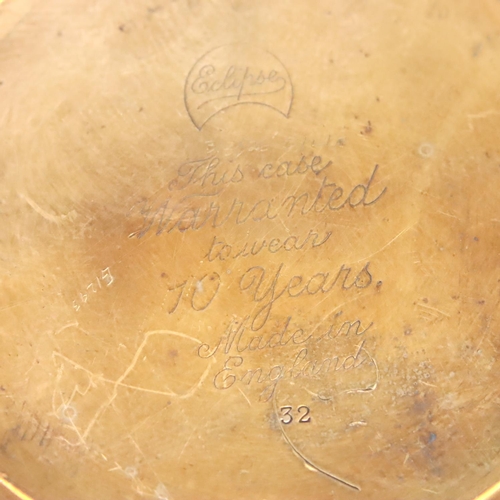 Eclipse
This case
Warranted
to wear
10 Years.
Made in
England
32